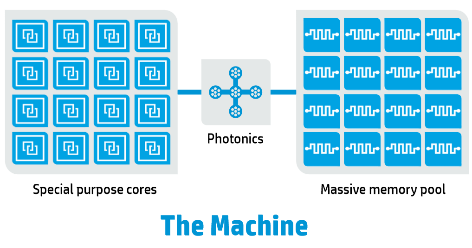 Photonics
Special purpose cores
Massive memory pool
The Machine